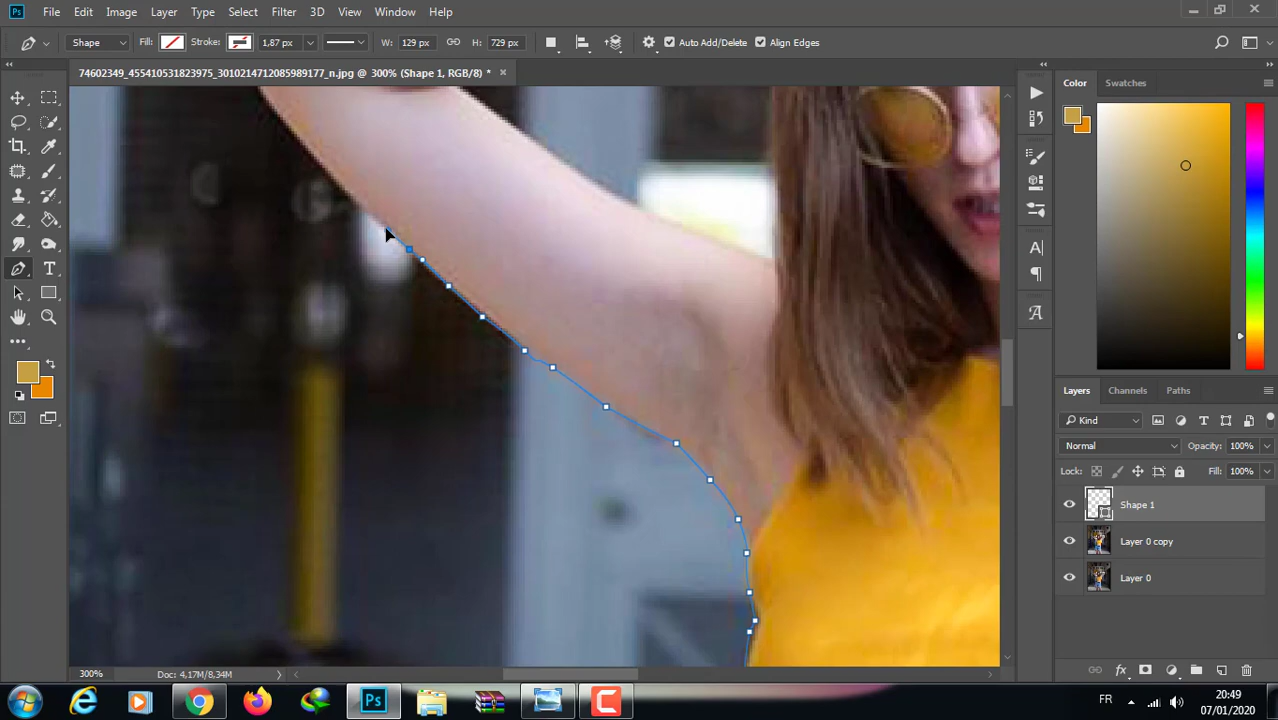 Ps File Edit Image Layer Type Select Filter 3D View Window Help
Shape Fill: Stroke: 1,87 px W: 129 px H: 729 px Auto Add/Delete Align Edges
74602349_455410531823975_3010214712085989177_n.jpg @ 300% (Shape 1, RGB/8) *
Color Swatches
Layers Channels Paths
Kind
Normal Opacity: 100%
Lock: Fill: 100%
Shape 1
Layer 0 copy
Layer 0
300% Doc: 4,17M/8,34M
Ps FR 20:49
07/01/2020